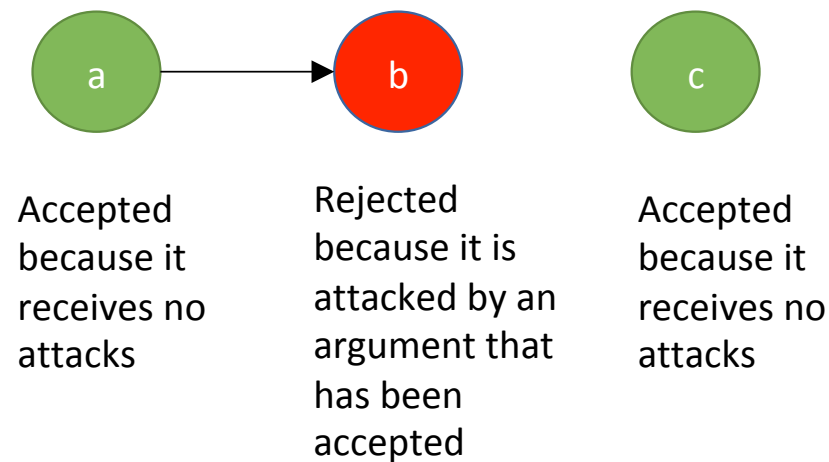 a
b
c
Accepted
because it
receives no
attacks
Rejected
because it is
attacked by an
argument that
has been
accepted
Accepted
because it
receives no
attacks